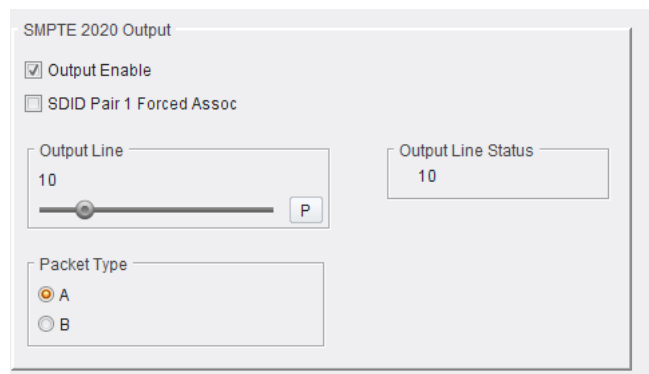 SMPTE 2020 Output
Output Enable
SDID Pair 1 Forced Assoc
Output Line
10
P
Output Line Status
10
Packet Type
A
B